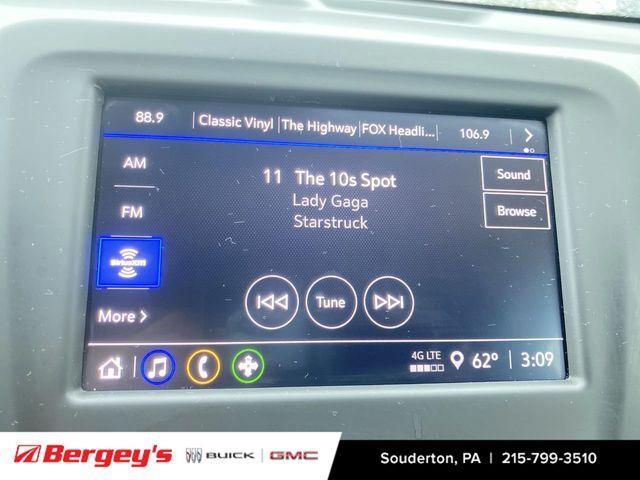 88.9 | Classic Vinyl | The Highway | FOX Headli... 106.9
AM
11 The 10s Spot
Sound
Lady Gaga
FM
Starstruck
Browse
SiriusXM
Tune
More >
4G LTE
62° 3:09
Bergey's BUICK GMC Souderton, PA | 215-799-3510